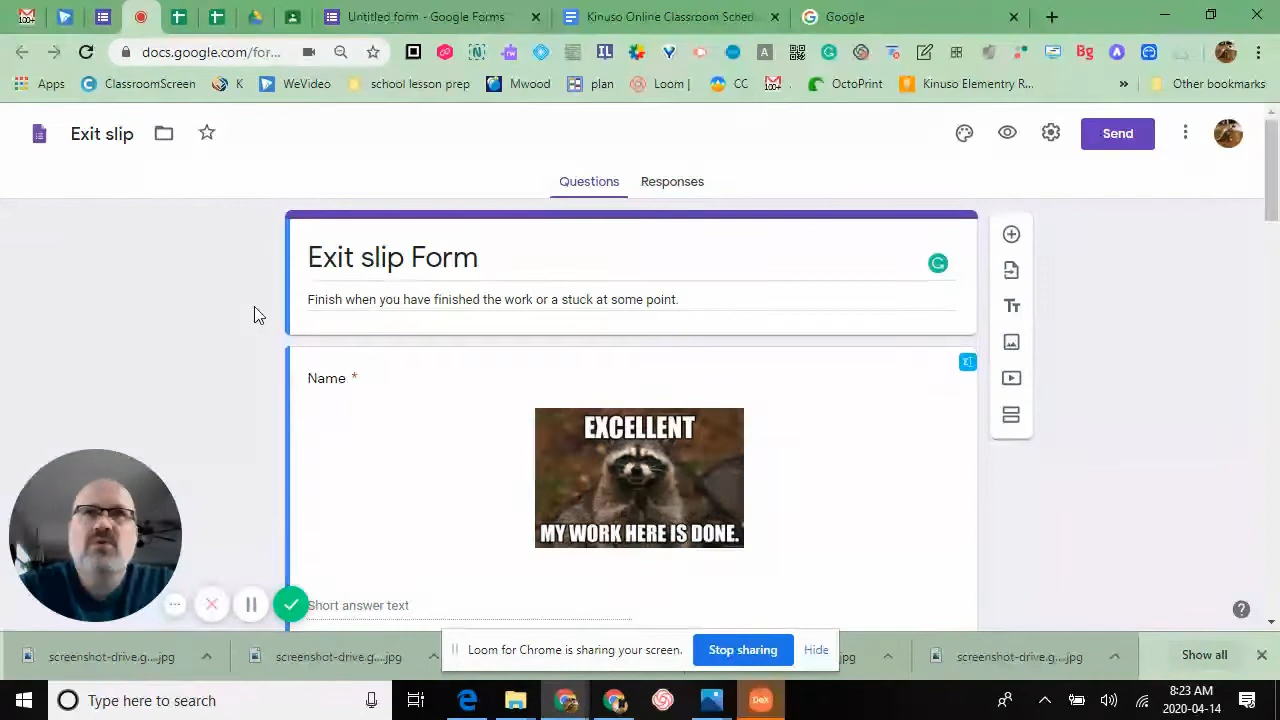 Untitled form - Google Forms
Kinuso Online Classroom Sched
Google
docs.google.com/for...
Apps
ClassroomScreen
K
WeVideo
school lesson prep
Mwood
plan
Loom |
CC
.
OctoPrint
Kinuso Elementry R...
»
Other bookmarks
Exit slip
Send
Questions
Responses
Exit slip Form
Finish when you have finished the work or a stuck at some point.
Name *
EXCELLENT
MY WORK HERE IS DONE.
Short answer text
Loom for Chrome is sharing your screen.
Stop sharing
Hide
screenshot-drive.g....jpg
screenshot-drive.g....jpg
jpg
screenshot-drive.g....jpg
Show all
Type here to search
DeX
8:23 AM
2020-04-14